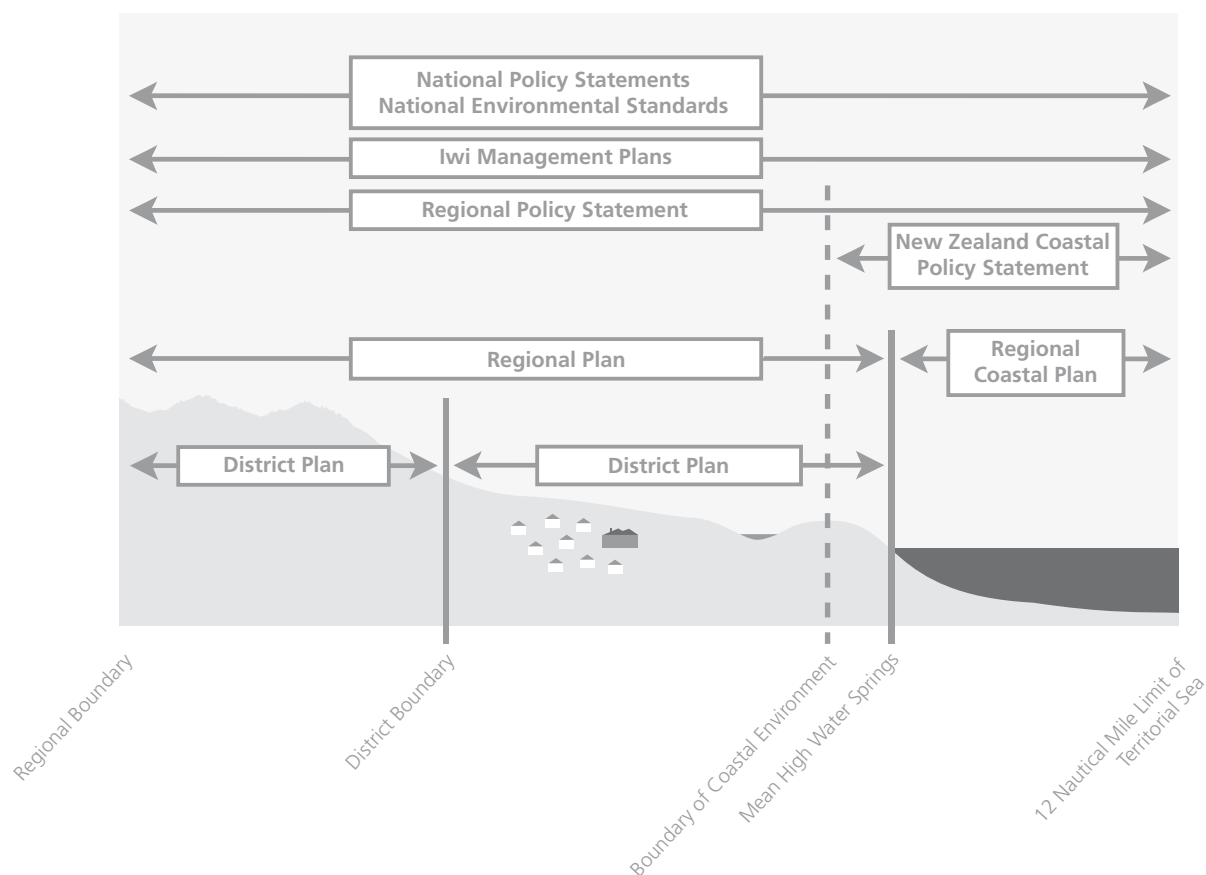 National Policy Statements
National Environmental Standards
Iwi Management Plans
Regional Policy Statement
New Zealand Coastal
Policy Statement
Regional Plan
Regional
Coastal Plan
District Plan
District Plan
Regional Boundary
District Boundary
Boundary of Coastal Environment
Mean High Water Springs
12 Nautical Mile Limit of
Territorial Sea